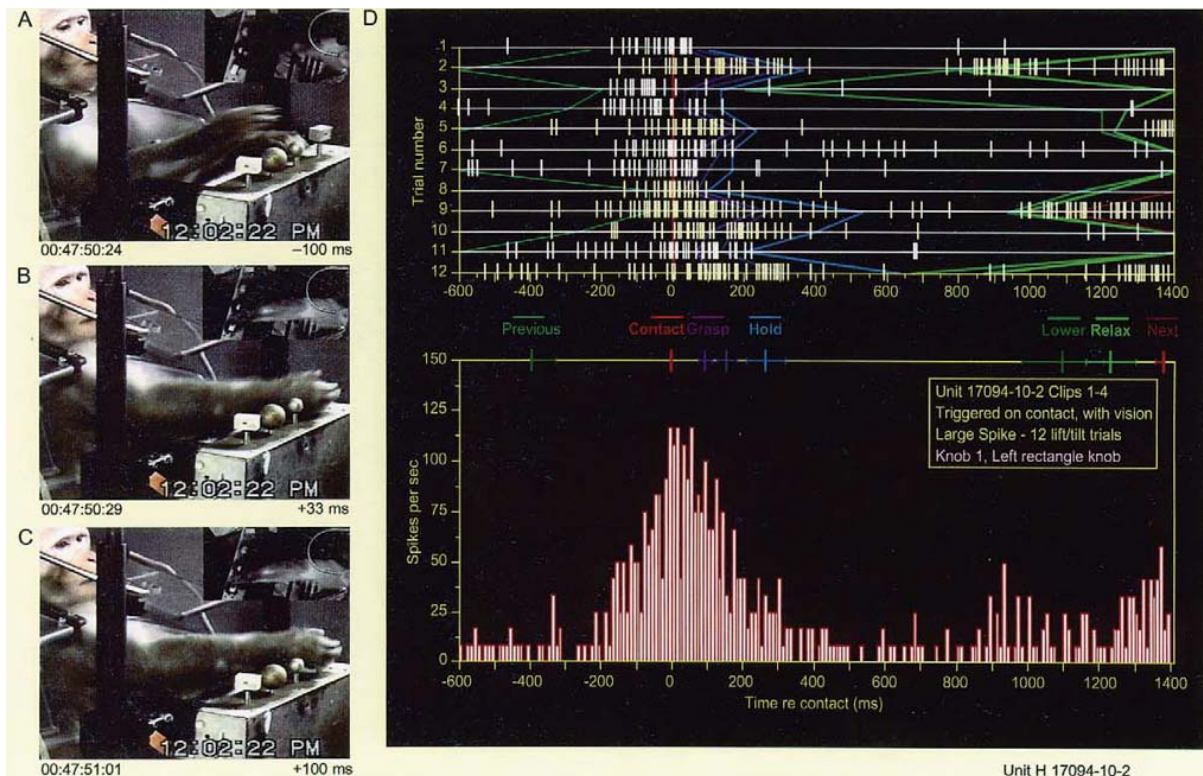 A
12:02:22 PM
00:47:50:24 –100 ms
B
12:02:22 PM
00:47:50:29 +33 ms
C
12:02:22 PM
00:47:51:01 +100 ms
D
Trial number
1
2
3
4
5
6
7
8
9
10
11
12
-600 -400 -200 0 200 400 600 800 1000 1200 1400
Previous Contact Grasp Hold Lower Relax Next
Spikes per sec
150
125
100
75
50
25
0
Unit 17094-10-2 Clips 1-4
Triggered on contact, with vision
Large Spike - 12 lift/tilt trials
Knob 1, Left rectangle knob
-600 -400 -200 0 200 400 600 800 1000 1200 1400
Time re contact (ms)
Unit H 17094-10-2